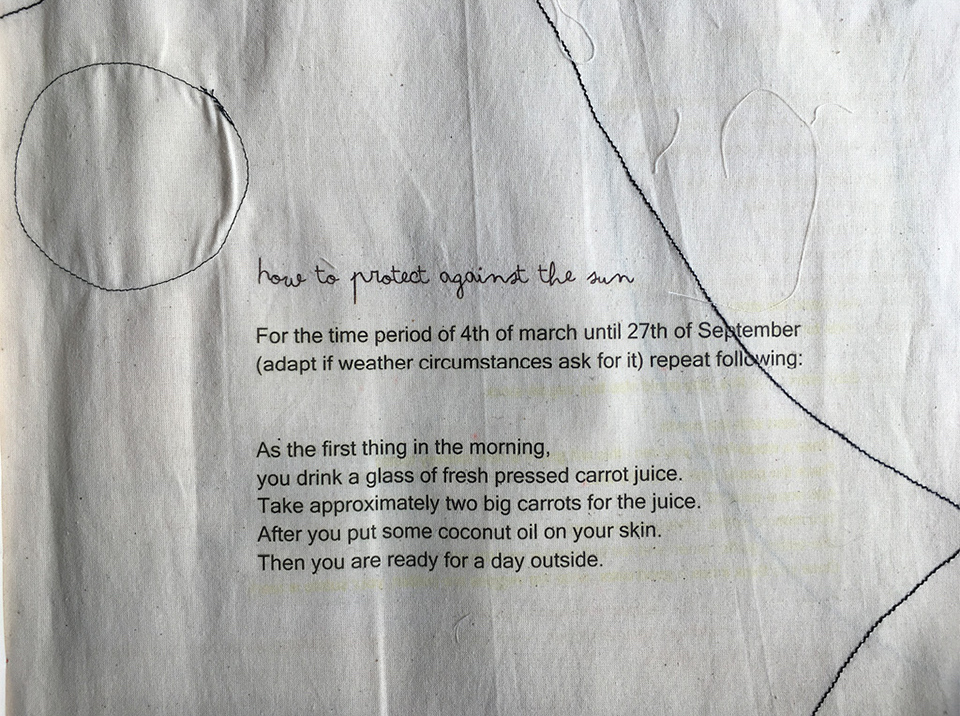 how to protect against the sun
For the time period of 4th of march until 27th of September
(adapt if weather circumstances ask for it) repeat following:
As the first thing in the morning,
you drink a glass of fresh pressed carrot juice.
Take approximately two big carrots for the juice.
After you put some coconut oil on your skin.
Then you are ready for a day outside.